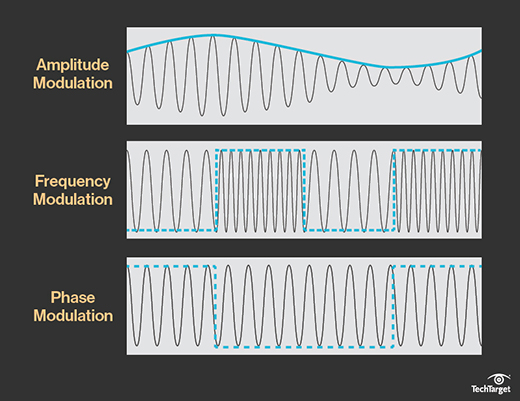 Amplitude
Modulation
Frequency
Modulation
Phase
Modulation
TechTarget